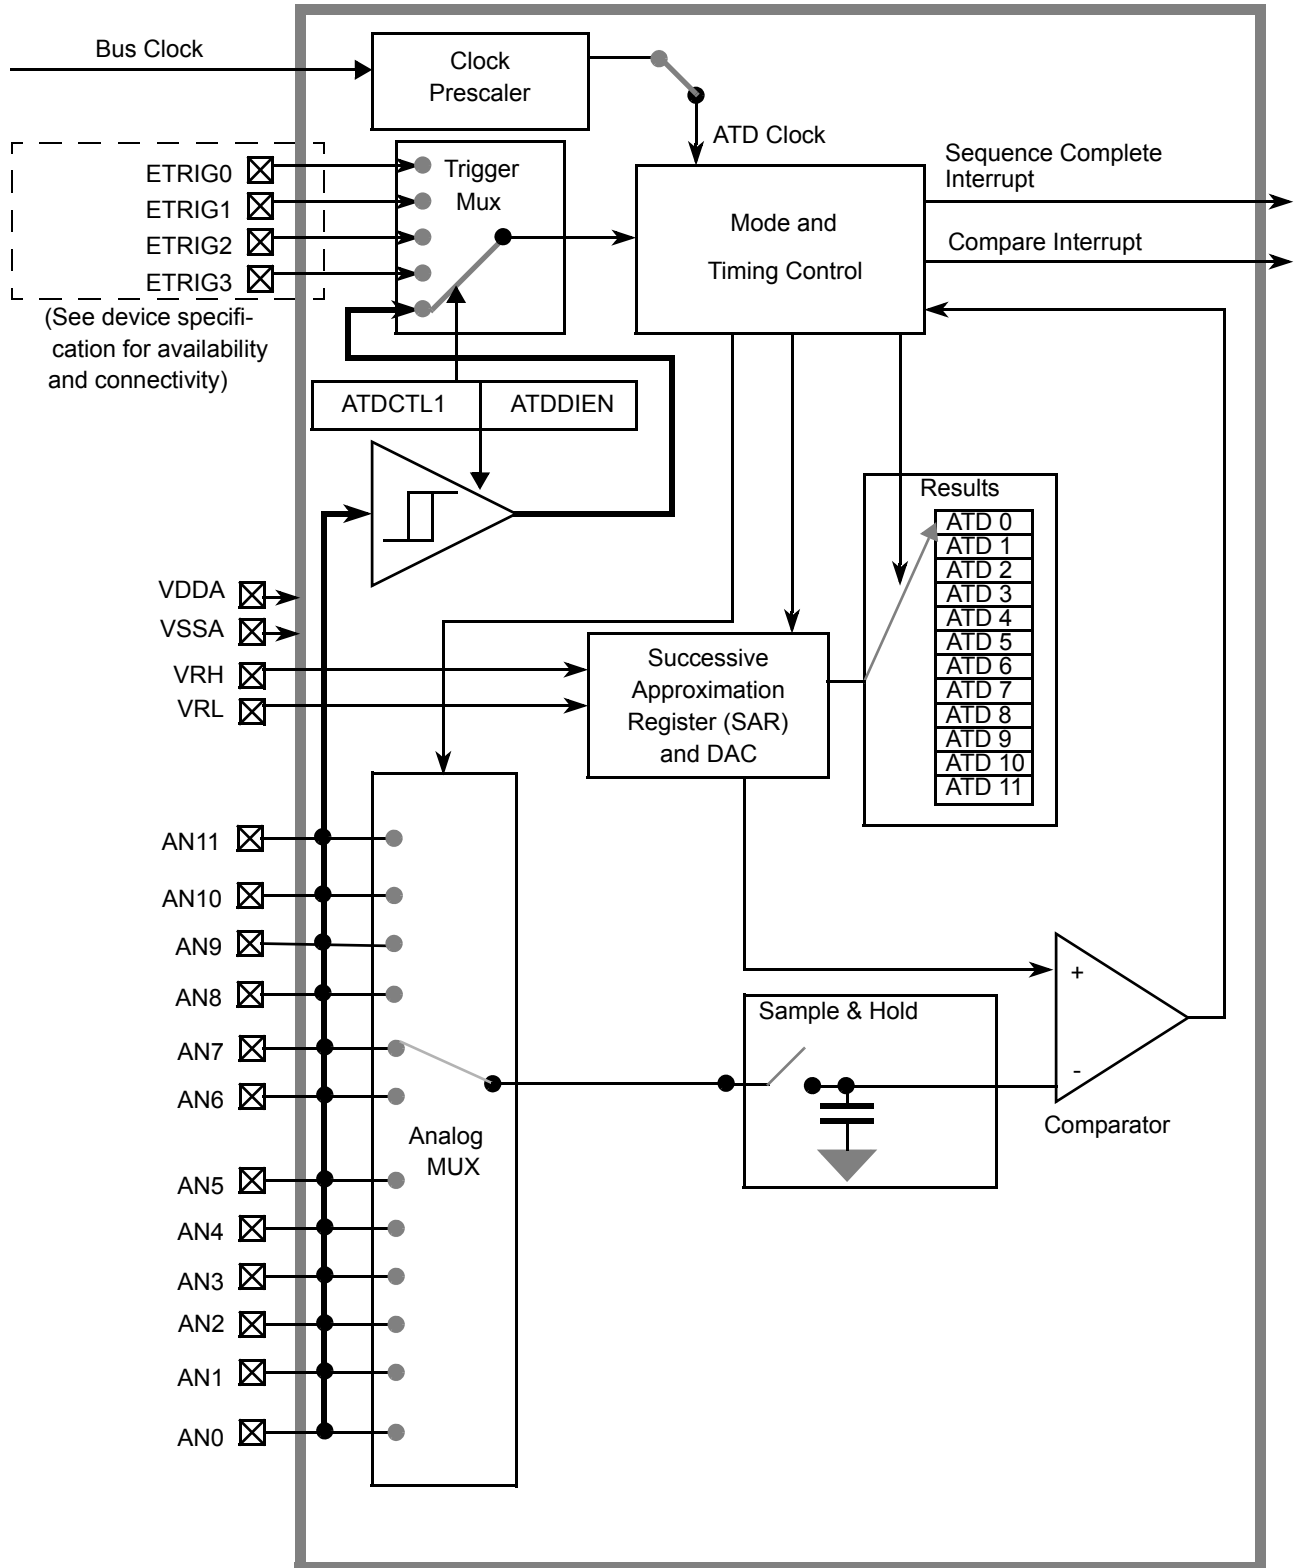 Bus Clock
Clock
Prescaler
ATD Clock
ETRIG0
ETRIG1
ETRIG2
ETRIG3
(See device specifi-
cation for availability
and connectivity)
Trigger
Mux
Mode and
Timing Control
Sequence Complete
Interrupt
Compare Interrupt
ATDCTL1
ATDDIEN
Results
ATD 0
ATD 1
ATD 2
ATD 3
ATD 4
ATD 5
ATD 6
ATD 7
ATD 8
ATD 9
ATD 10
ATD 11
VDDA
VSSA
VRH
VRL
Successive
Approximation
Register (SAR)
and DAC
AN11
AN10
AN9
AN8
AN7
AN6
AN5
AN4
AN3
AN2
AN1
AN0
Analog
MUX
Sample & Hold
+
-
Comparator